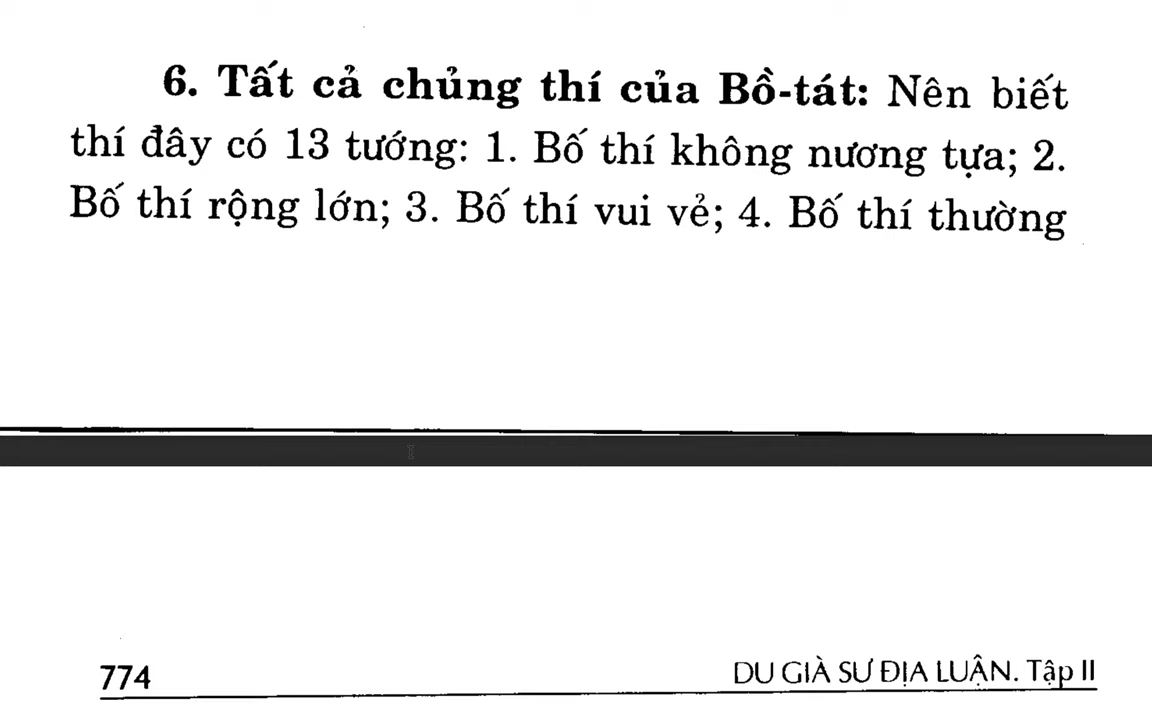 6. Tất cả chủng thí của Bồ-tát: Nên biết
thí đây có 13 tướng: 1. Bố thí không nương tựa; 2.
Bố thí rộng lớn; 3. Bố thí vui vẻ; 4. Bố thí thường
774 DU GIÀ SƯ ĐỊA LUẬN. Tập II